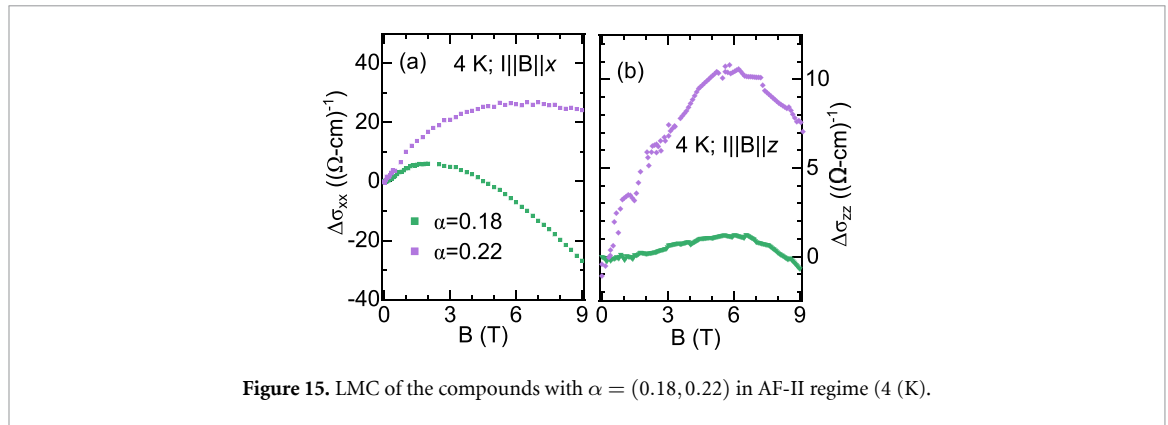 (a)
4 K; I||B||x
40
20
0
-20
-40
Δσxx ((Ω-cm)-1)
α=0.18
α=0.22
0
3
6
9
B (T)
(b)
4 K; I||B||z
10
5
0
Δσzz ((Ω-cm)-1)
0
3
6
9
B (T)
Figure 15. LMC of the compounds with α = (0.18,0.22) in AF-II regime (4 (K).